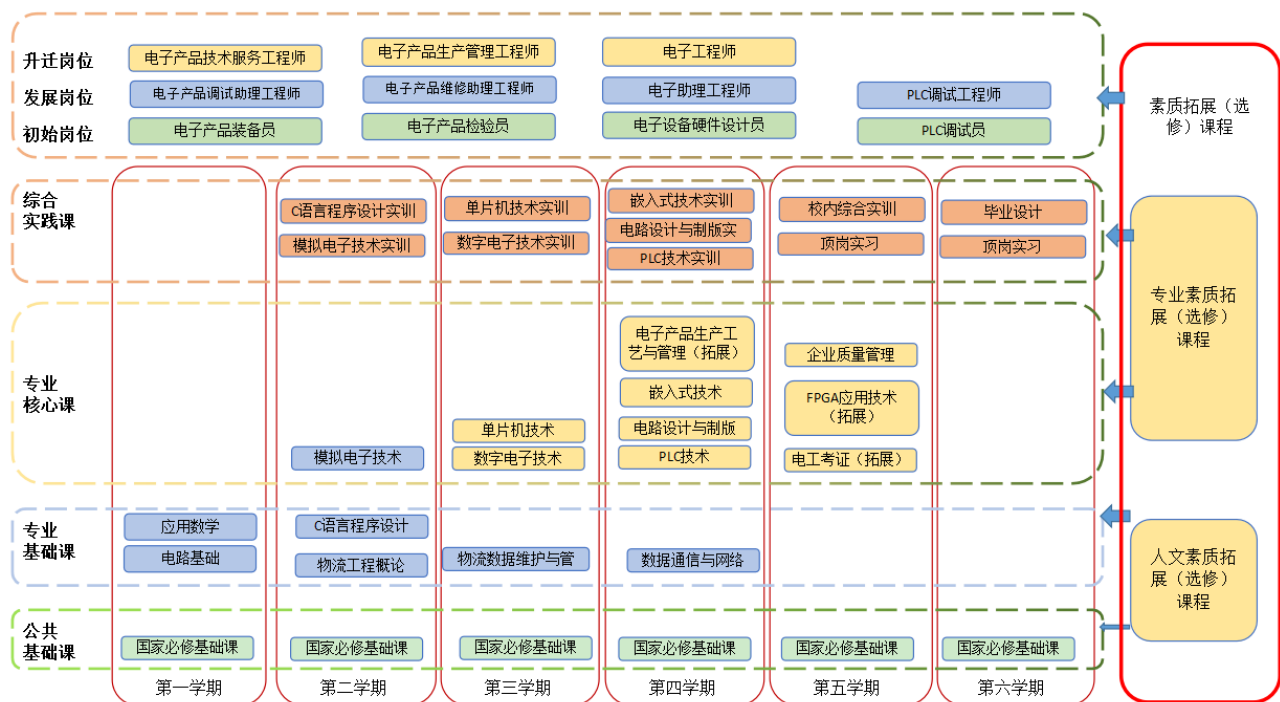 升迁岗位
电子产品技术服务工程师
电子产品生产管理工程师
电子工程师
发展岗位
电子产品调试助理工程师
电子产品维修助理工程师
电子助理工程师
PLC调试工程师
初始岗位
电子产品装备员
电子产品检验员
电子设备硬件设计员
PLC调试员
综合
实践课
C语言程序设计实训
模拟电子技术实训
单片机技术实训
数字电子技术实训
嵌入式技术实训
电路设计与制版实
PLC技术实训
校内综合实训
顶岗实习
毕业设计
顶岗实习
专业
核心课
模拟电子技术
单片机技术
数字电子技术
电子产品生产工
艺与管理（拓展）
嵌入式技术
电路设计与制版
PLC技术
企业质量管理
FPGA应用技术
（拓展）
电工考证（拓展）
专业
基础课
应用数学
电路基础
C语言程序设计
物流工程概论
物流数据维护与管
数据通信与网络
公共
基础课
国家必修基础课
国家必修基础课
国家必修基础课
国家必修基础课
国家必修基础课
国家必修基础课
第一学期
第二学期
第三学期
第四学期
第五学期
第六学期
素质拓展（选
修）课程
专业素质拓
展（选修）
课程
人文素质拓
展（选修）
课程